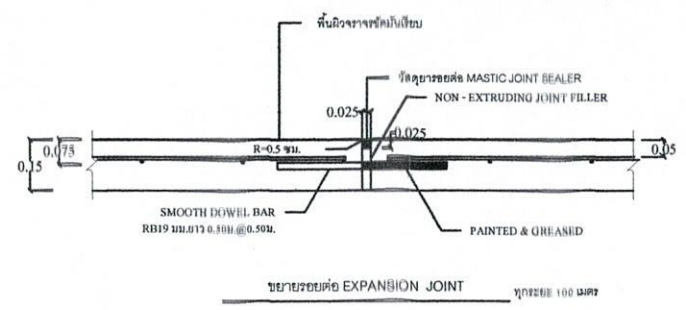 พื้นผิวจราจรขัดมันเรียบ
วัสดุยารอยต่อ MASTIC JOINT SEALER
NON - EXTRUDING JOINT FILLER
0.025
0.025
R=0.5 ซม.
0.075
0.15
0.05
SMOOTH DOWEL BAR
RB19 มม.ยาว 0.50ม.@0.50ม.
PAINTED & GREASED
ขยายรอยต่อ EXPANSION JOINT
ทุกระยะ 100 เมตร